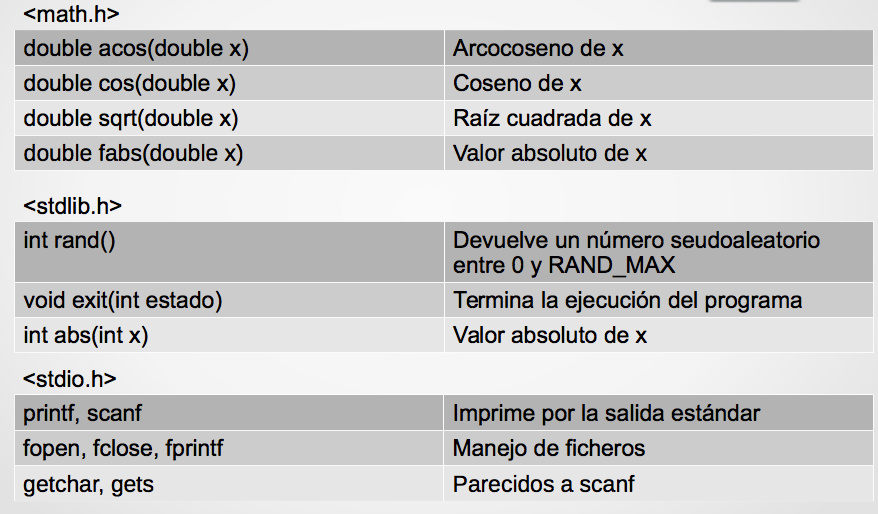 <math.h>
double acos(double x) Arcocoseno de x
double cos(double x) Coseno de x
double sqrt(double x) Raíz cuadrada de x
double fabs(double x) Valor absoluto de x
<stdlib.h>
int rand() Devuelve un número seudoaleatorio
entre 0 y RAND_MAX
void exit(int estado) Termina la ejecución del programa
int abs(int x) Valor absoluto de x
<stdio.h>
printf, scanf Imprime por la salida estándar
fopen, fclose, fprintf Manejo de ficheros
getchar, gets Parecidos a scanf